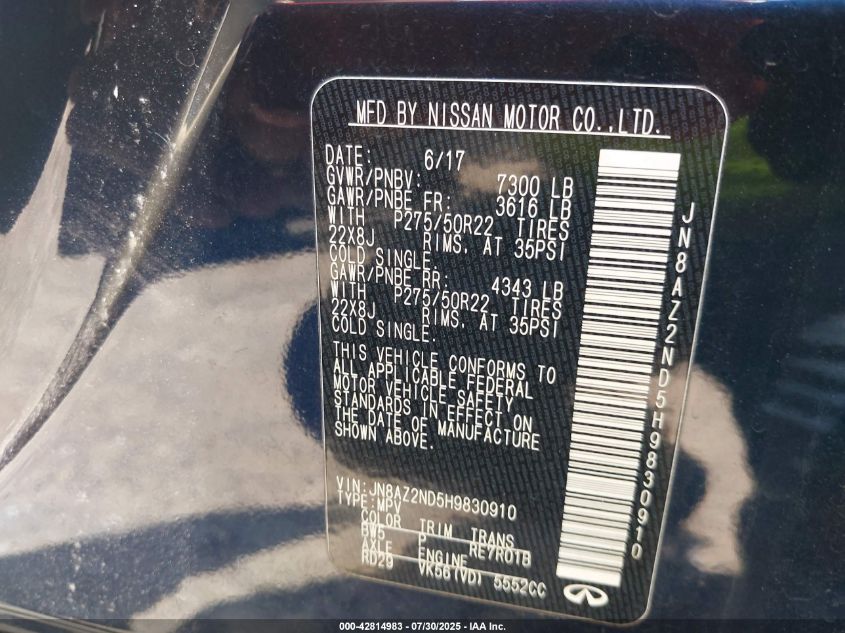 MFD BY NISSAN MOTOR CO.,LTD.
DATE: 6/17
GVWR/PNBV: 7300 LB
GAWR/PNBE FR: 3616 LB
WITH P275/50R22 TIRES
22X8J RIMS, AT 35PSI
COLD SINGLE.
GAWR/PNBE RR: 4343 LB
WITH P275/50R22 TIRES
22X8J RIMS, AT 35PSI
COLD SINGLE.
THIS VEHICLE CONFORMS TO
ALL APPLICABLE FEDERAL
MOTOR VEHICLE SAFETY
STANDARDS IN EFFECT ON
THE DATE OF MANUFACTURE
SHOWN ABOVE.
VIN:JN8AZ2ND5H9830910
TYPE:MPV
COLOR TRIM TRANS
BW5 P RE7R01B
AXLE ENGINE
RD29 VK56(VD) 5552CC
JN8AZ2ND5H9830910
000-42814983 - 07/30/2025 - IAA Inc.